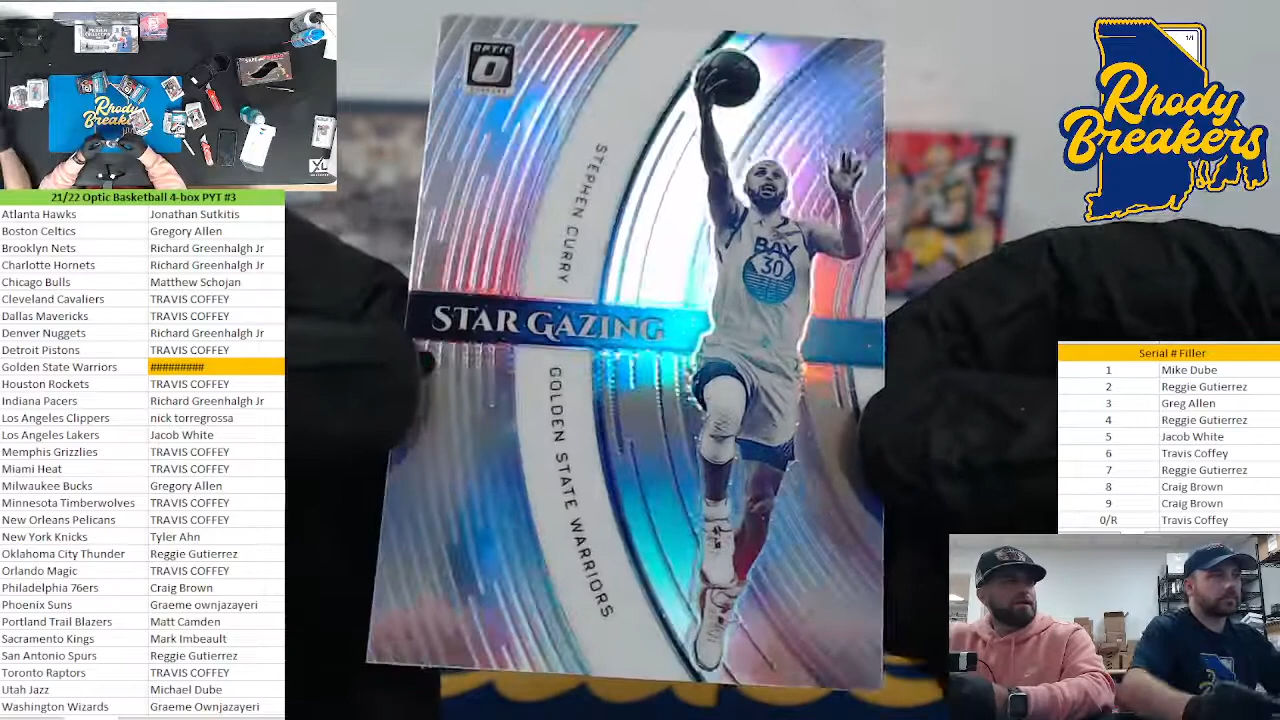 21/22 Optic Basketball 4-box PYT #3
Atlanta Hawks Jonathan Sutkitis
Boston Celtics Gregory Allen
Brooklyn Nets Richard Greenhalgh Jr
Charlotte Hornets Richard Greenhalgh Jr
Chicago Bulls Matthew Schojan
Cleveland Cavaliers TRAVIS COFFEY
Dallas Mavericks TRAVIS COFFEY
Denver Nuggets Richard Greenhalgh Jr
Detroit Pistons TRAVIS COFFEY
Golden State Warriors #########
Houston Rockets TRAVIS COFFEY
Indiana Pacers Richard Greenhalgh Jr
Los Angeles Clippers nick torregrossa
Los Angeles Lakers Jacob White
Memphis Grizzlies TRAVIS COFFEY
Miami Heat TRAVIS COFFEY
Milwaukee Bucks Gregory Allen
Minnesota Timberwolves TRAVIS COFFEY
New Orleans Pelicans TRAVIS COFFEY
New York Knicks Tyler Ahn
Oklahoma City Thunder Reggie Gutierrez
Orlando Magic TRAVIS COFFEY
Philadelphia 76ers Craig Brown
Phoenix Suns Graeme ownjazayeri
Portland Trail Blazers Matt Camden
Sacramento Kings Mark Imbeault
San Antonio Spurs Reggie Gutierrez
Toronto Raptors TRAVIS COFFEY
Utah Jazz Michael Dube
Washington Wizards Graeme Ownjazayeri
Rhody
Breakers
XL
OPTIC
STEPHEN CURRY
STAR GAZING
GOLDEN STATE WARRIORS
BAY
30
1/1
Rhody
Breakers
Serial # Filler
1 Mike Dube
2 Reggie Gutierrez
3 Greg Allen
4 Reggie Gutierrez
5 Jacob White
6 Travis Coffey
7 Reggie Gutierrez
8 Craig Brown
9 Craig Brown
0/R Travis Coffey